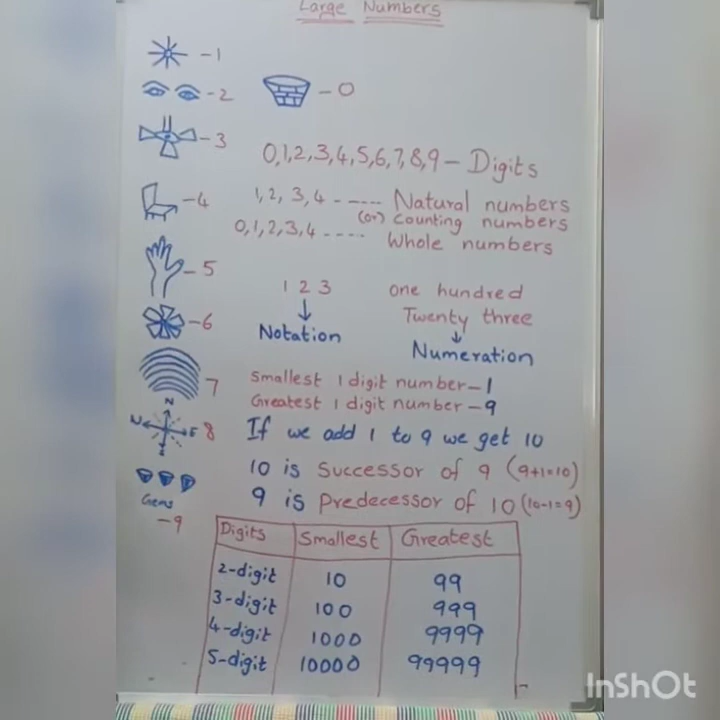 Large Numbers
-1
-2
-0
-3
0,1,2,3,4,5,6,7,8,9 - Digits
-4
1, 2, 3, 4 - ---- Natural numbers
(or) counting numbers
0,1,2,3,4 - - - - Whole numbers
-5
1 2 3 one hundred
Twenty three
-6
Notation
Numeration
7
Smallest 1 digit number-1
Greatest 1 digit number-9
N
W E 8
S
If we add 1 to 9 we get 10
10 is Successor of 9 (9+1=10)
9 is Predecessor of 10 (10-1=9)
Gems
-9
Digits Smallest Greatest
2-digit 10 99
3-digit 100 999
4-digit 1000 9999
5-digit 10000 99999
InShOt